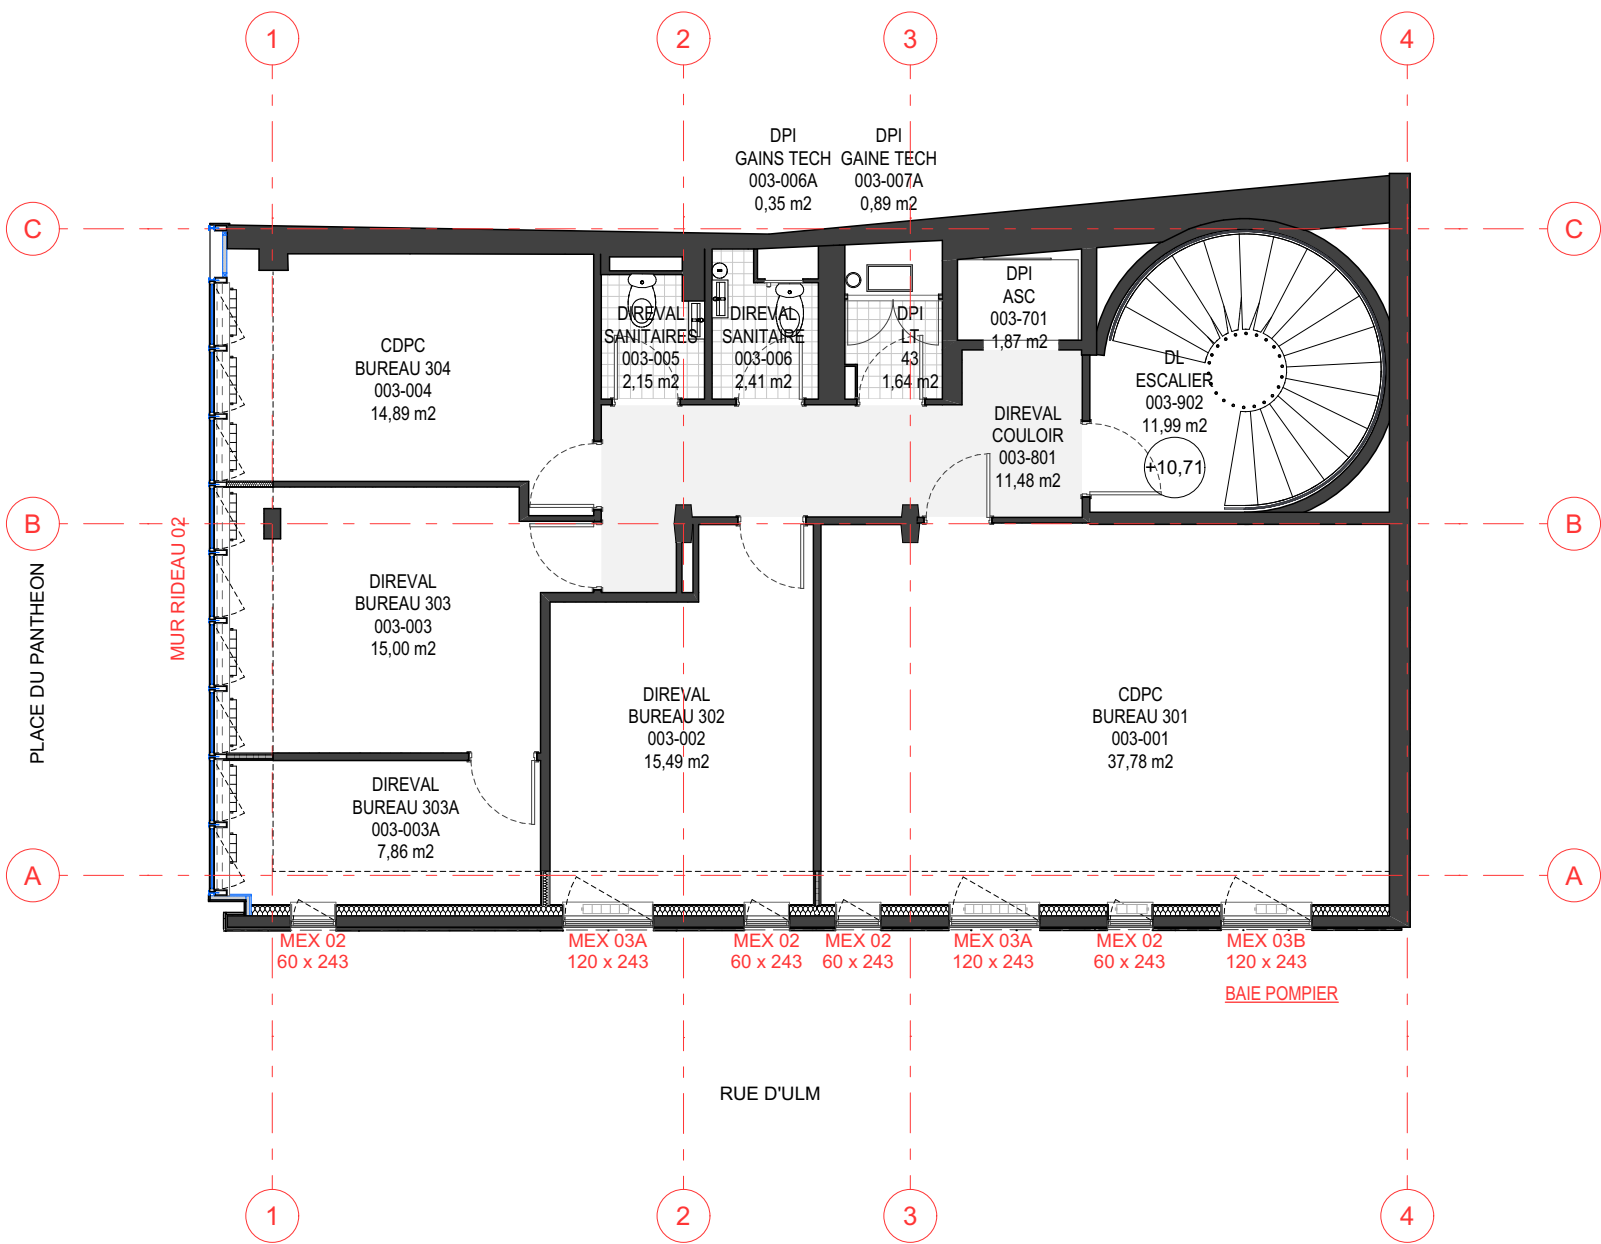 1
2
3
4
DPI
GAINS TECH
003-006A
0,35 m2
DPI
GAINE TECH
003-007A
0,89 m2
C
C
CDPC
BUREAU 304
003-004
14,89 m2
DIREVAL
SANITAIRES
003-005
2,15 m2
DIREVAL
SANITAIRE
003-006
2,41 m2
DPI
LT
43
1,64 m2
DPI
ASC
003-701
1,87 m2
DL
ESCALIER
003-902
11,99 m2
+10,71
DIREVAL
COULOIR
003-801
11,48 m2
B
B
PLACE DU PANTHEON
MUR RIDEAU 02
DIREVAL
BUREAU 303
003-003
15,00 m2
DIREVAL
BUREAU 302
003-002
15,49 m2
CDPC
BUREAU 301
003-001
37,78 m2
DIREVAL
BUREAU 303A
003-003A
7,86 m2
A
A
MEX 02
60 x 243
MEX 03A
120 x 243
MEX 02
60 x 243
MEX 02
60 x 243
MEX 03A
120 x 243
MEX 02
60 x 243
MEX 03B
120 x 243
BAIE POMPIER
RUE D'ULM
1
2
3
4